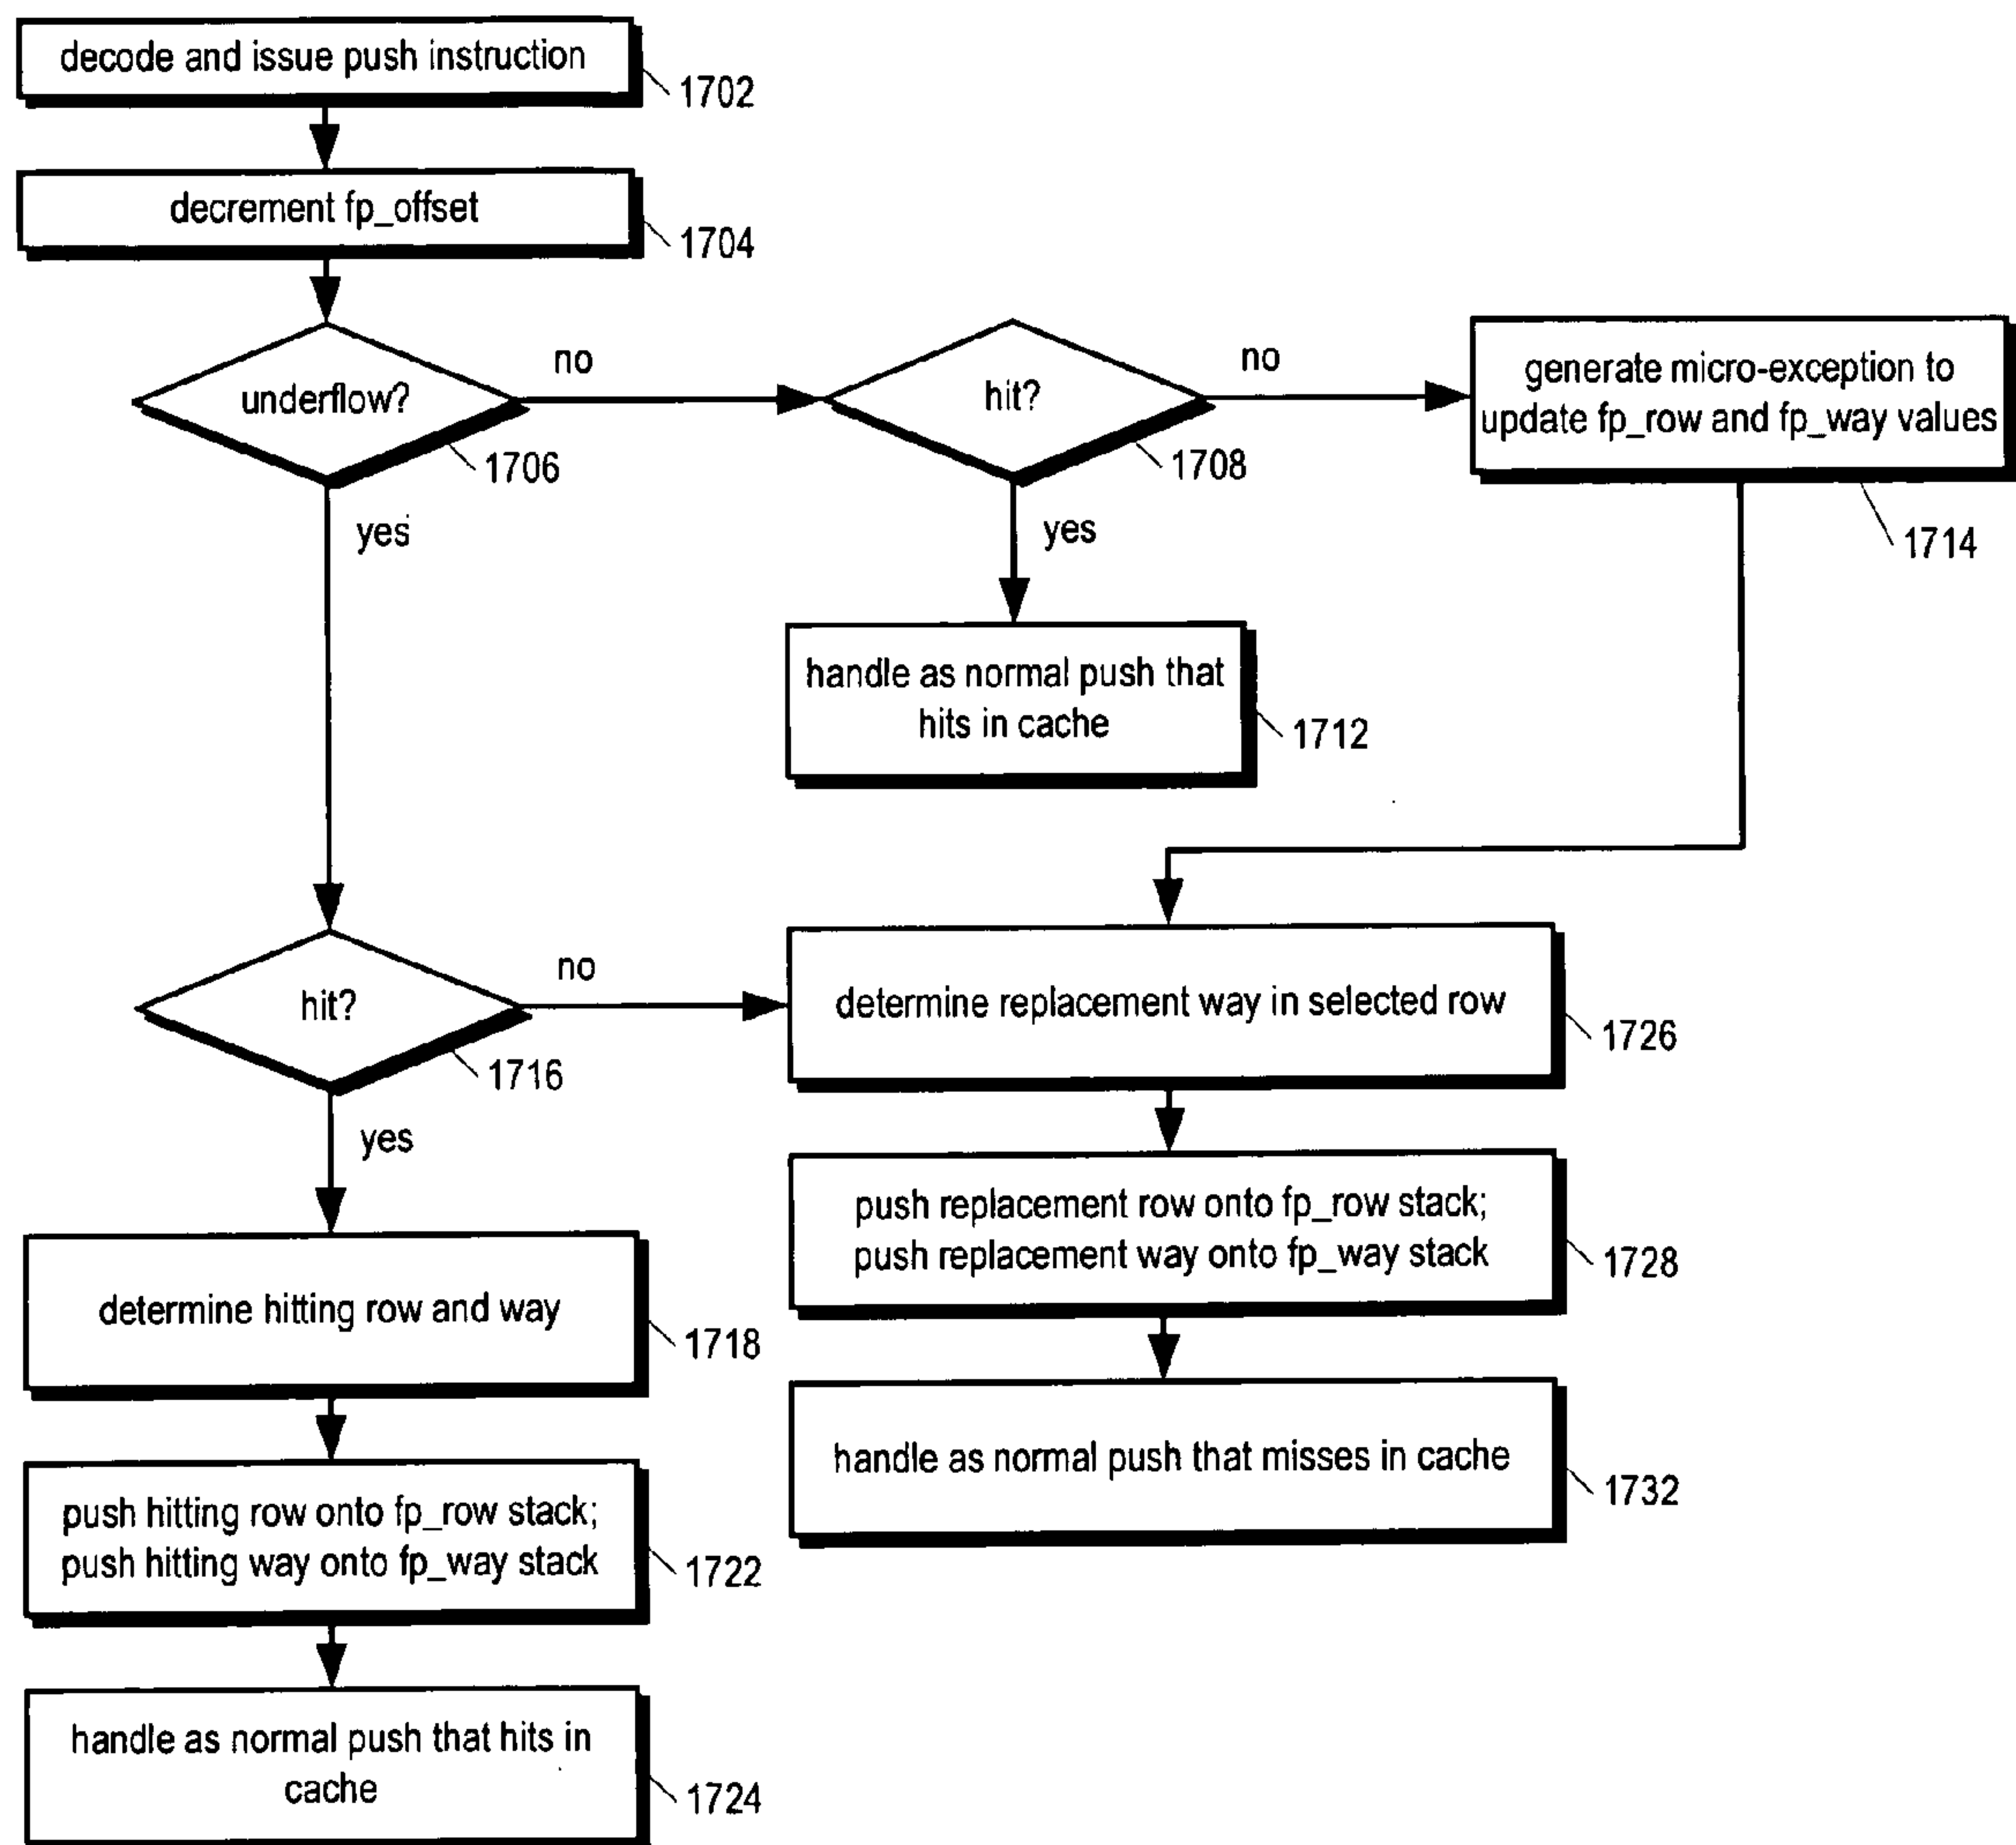 decode and issue push instruction
1702
decrement fp_offset
1704
underflow?
1706
no
yes
hit?
1708
no
yes
generate micro-exception to
update fp_row and fp_way values
1714
handle as normal push that
hits in cache
1712
hit?
1716
no
yes
determine replacement way in selected row
1726
push replacement row onto fp_row stack;
push replacement way onto fp_way stack
1728
handle as normal push that misses in cache
1732
determine hitting row and way
1718
push hitting row onto fp_row stack;
push hitting way onto fp_way stack
1722
handle as normal push that hits in
cache
1724